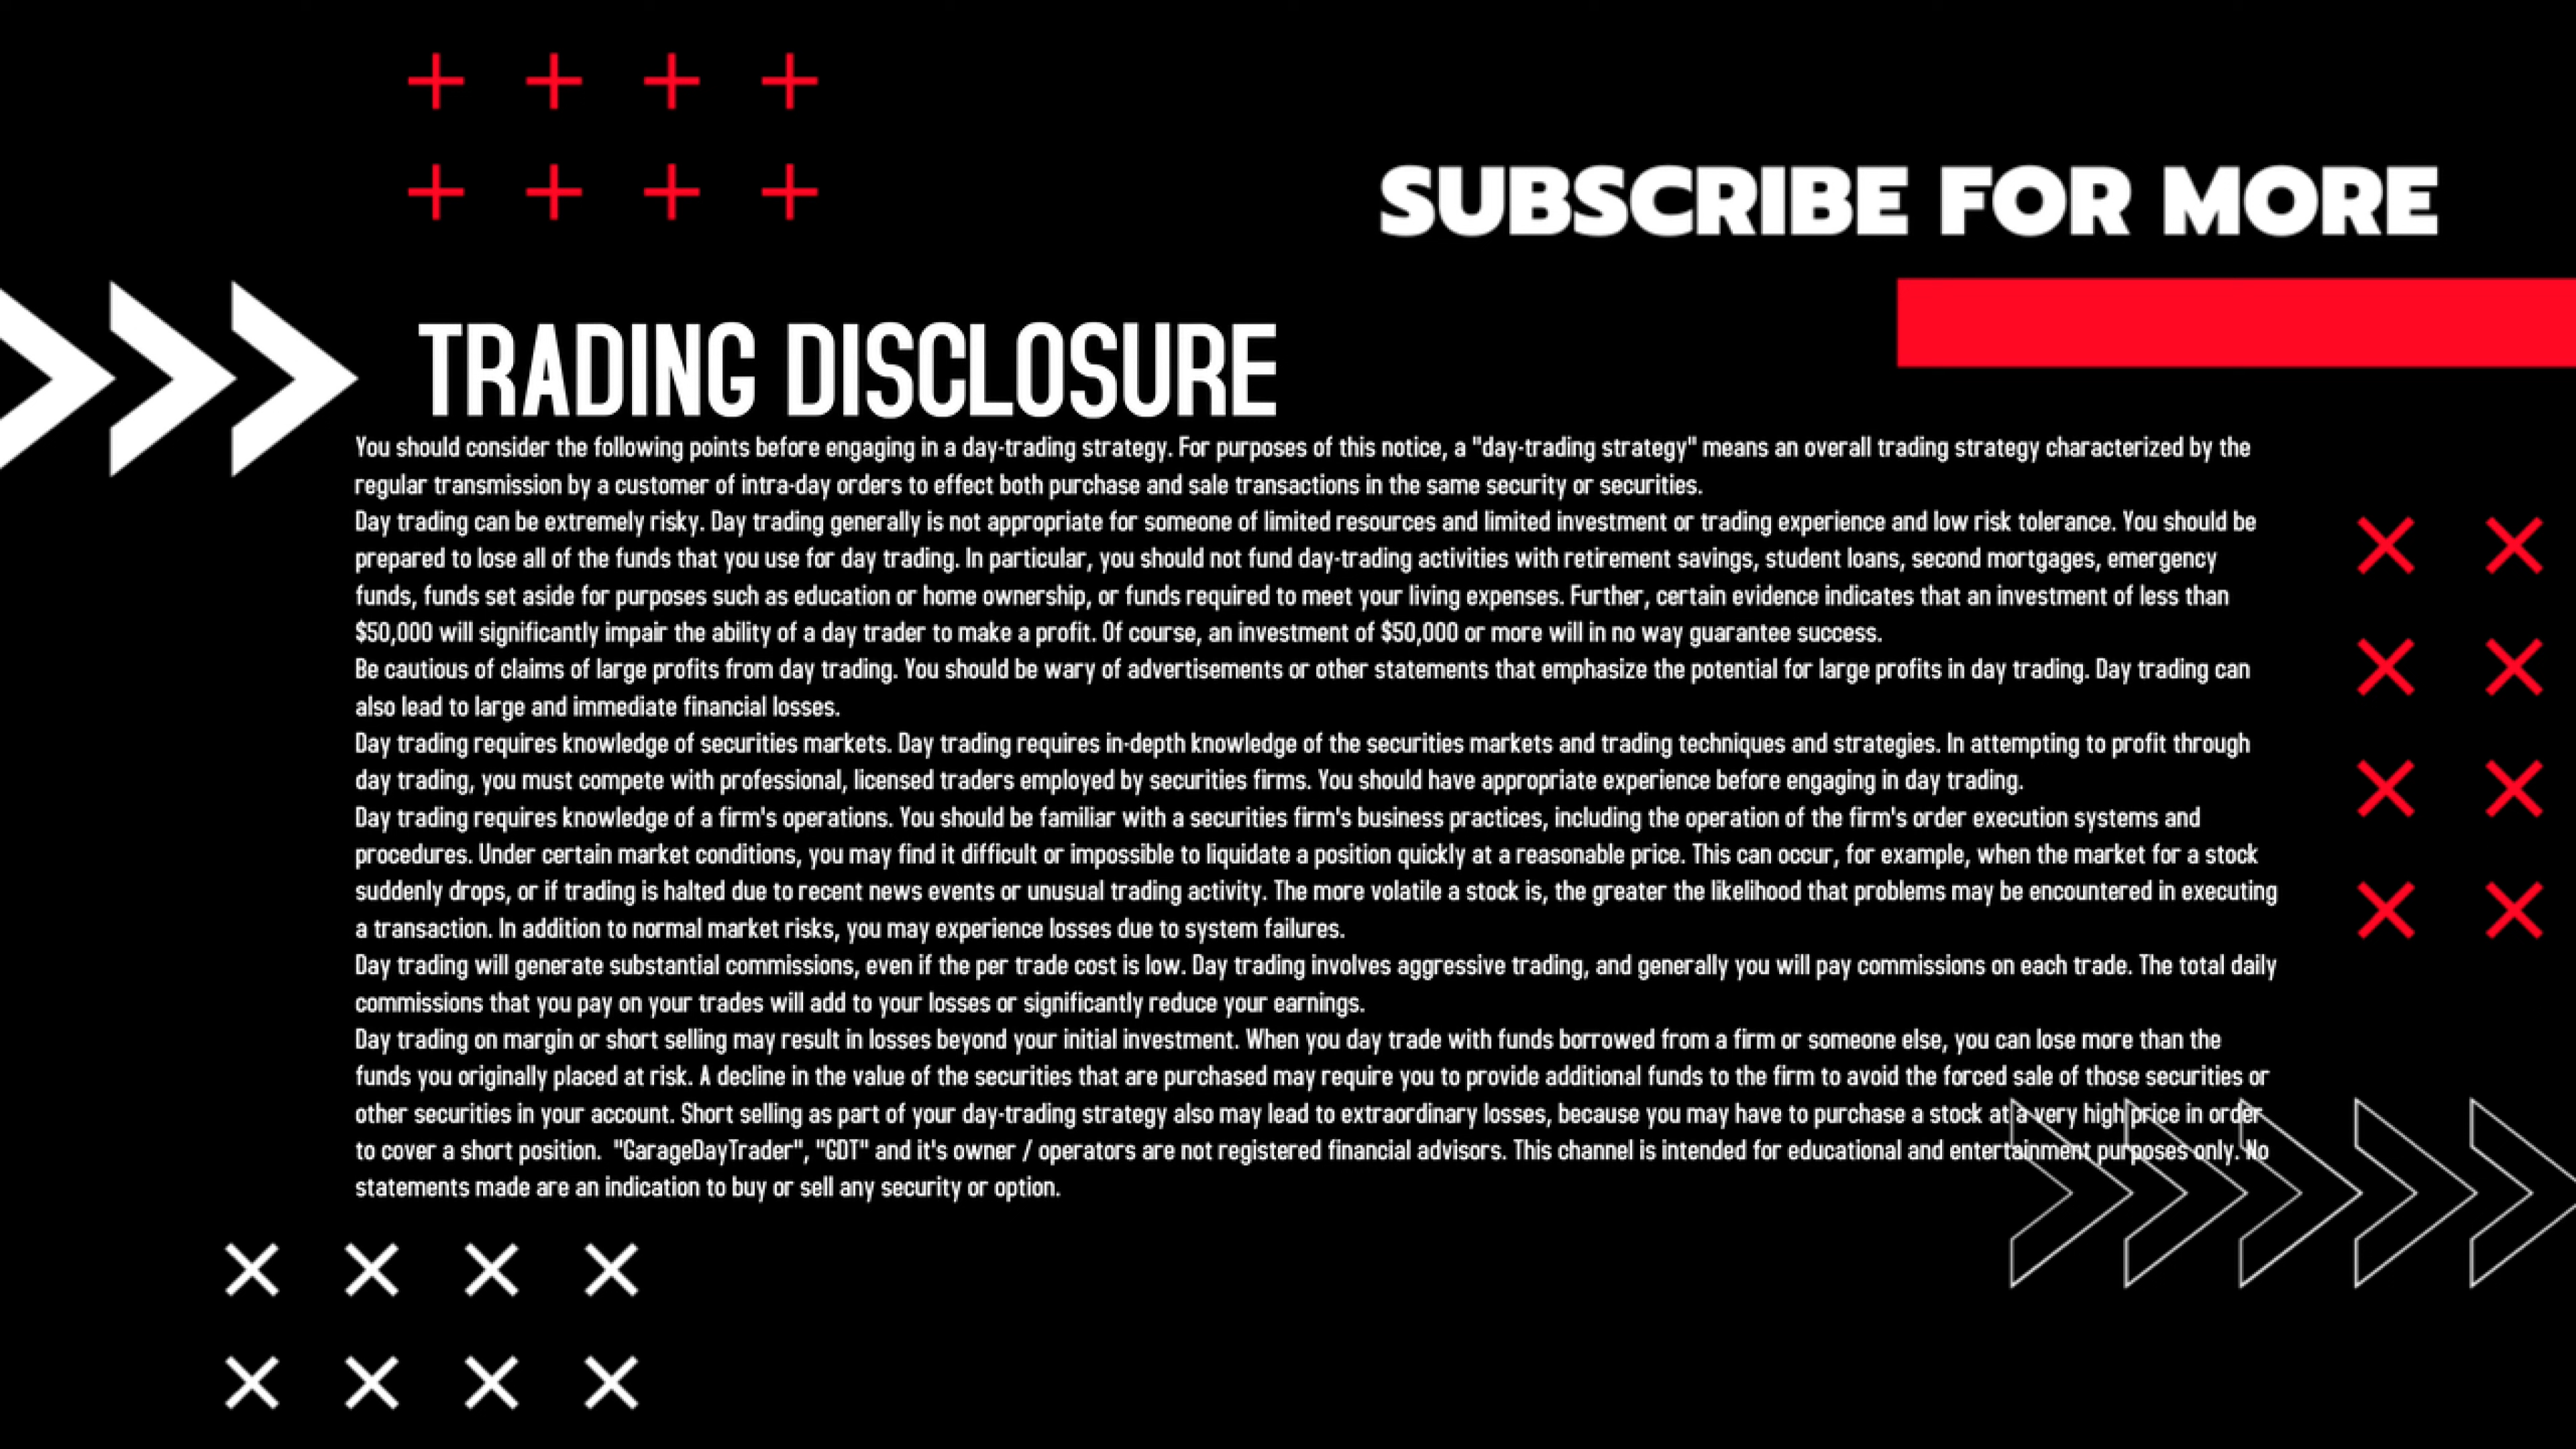 SUBSCRIBE FOR MORE
TRADING DISCLOSURE
You should consider the following points before engaging in a day-trading strategy. For purposes of this notice, a "day-trading strategy" means an overall trading strategy characterized by the
regular transmission by a customer of intra-day orders to effect both purchase and sale transactions in the same security or securities.
Day trading can be extremely risky. Day trading generally is not appropriate for someone of limited resources and limited investment or trading experience and low risk tolerance. You should be
prepared to lose all of the funds that you use for day trading. In particular, you should not fund day-trading activities with retirement savings, student loans, second mortgages, emergency
funds, funds set aside for purposes such as education or home ownership, or funds required to meet your living expenses. Further, certain evidence indicates that an investment of less than
$50,000 will significantly impair the ability of a day trader to make a profit. Of course, an investment of $50,000 or more will in no way guarantee success.
Be cautious of claims of large profits from day trading. You should be wary of advertisements or other statements that emphasize the potential for large profits in day trading. Day trading can
also lead to large and immediate financial losses.
Day trading requires knowledge of securities markets. Day trading requires in-depth knowledge of the securities markets and trading techniques and strategies. In attempting to profit through
day trading, you must compete with professional, licensed traders employed by securities firms. You should have appropriate experience before engaging in day trading.
Day trading requires knowledge of a firm's operations. You should be familiar with a securities firm's business practices, including the operation of the firm's order execution systems and
procedures. Under certain market conditions, you may find it difficult or impossible to liquidate a position quickly at a reasonable price. This can occur, for example, when the market for a stock
suddenly drops, or if trading is halted due to recent news events or unusual trading activity. The more volatile a stock is, the greater the likelihood that problems may be encountered in executing
a transaction. In addition to normal market risks, you may experience losses due to system failures.
Day trading will generate substantial commissions, even if the per trade cost is low. Day trading involves aggressive trading, and generally you will pay commissions on each trade. The total daily
commissions that you pay on your trades will add to your losses or significantly reduce your earnings.
Day trading on margin or short selling may result in losses beyond your initial investment. When you day trade with funds borrowed from a firm or someone else, you can lose more than the
funds you originally placed at risk. A decline in the value of the securities that are purchased may require you to provide additional funds to the firm to avoid the forced sale of those securities or
other securities in your account. Short selling as part of your day-trading strategy also may lead to extraordinary losses, because you may have to purchase a stock at a very high price in order
to cover a short position. "GarageDayTrader", "GDT" and it's owner / operators are not registered financial advisors. This channel is intended for educational and entertainment purposes only. No
statements made are an indication to buy or sell any security or option.